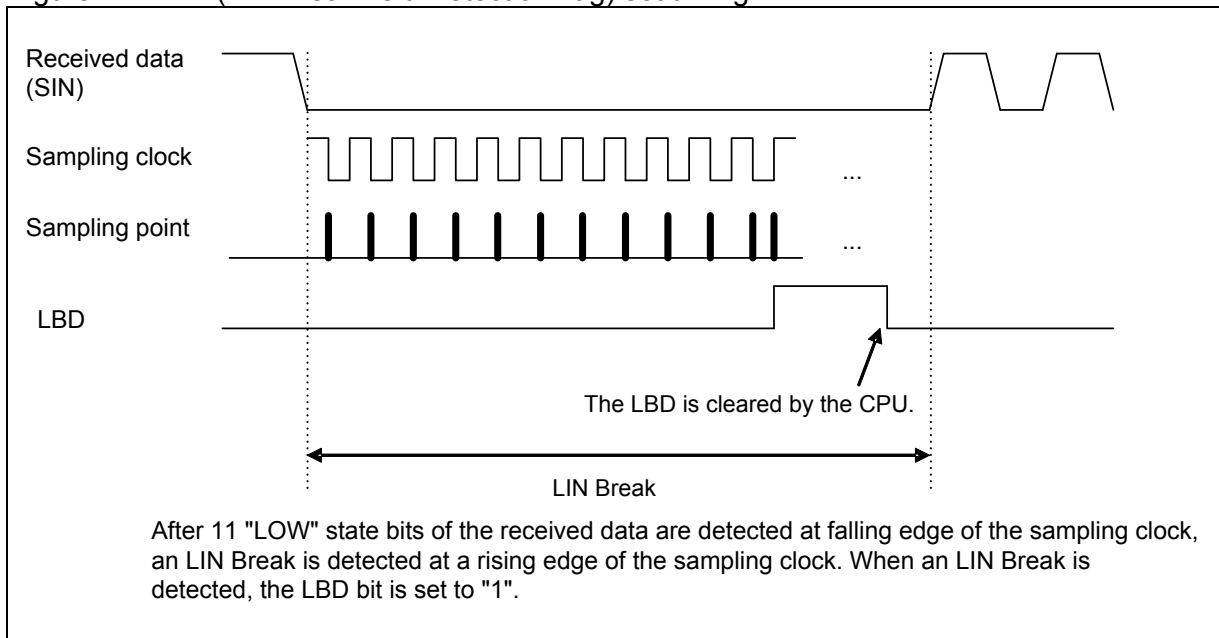 Received data
(SIN)
Sampling clock
...
Sampling point
...
LBD
The LBD is cleared by the CPU.
LIN Break
After 11 "LOW" state bits of the received data are detected at falling edge of the sampling clock,
an LIN Break is detected at a rising edge of the sampling clock. When an LIN Break is
detected, the LBD bit is set to "1".